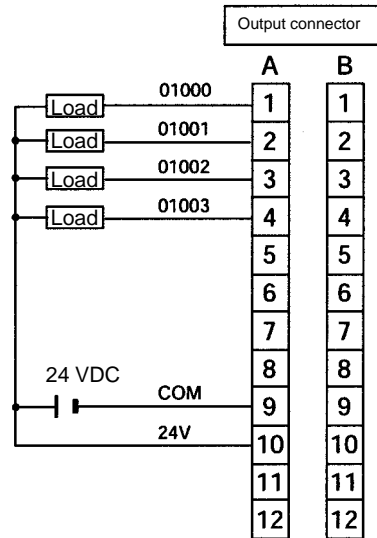 Output connector
A B
01000
Load 1 1
01001
Load 2 2
01002
Load 3 3
01003
Load 4 4
5 5
6 6
7 7
8 8
24 VDC
COM
9 9
24V
10 10
11 11
12 12